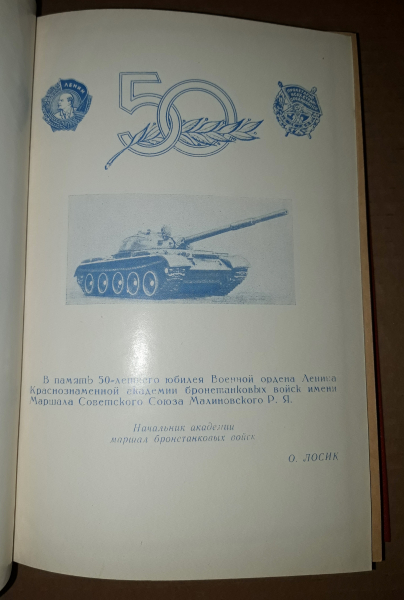 ЛЕНИН
50
В память 50-летнего юбилея Военной ордена Ленина
Краснознаменной академии бронетанковых войск имени
Маршала Советского Союза Малиновского Р. Я.
Начальник академии
маршал бронетанковых войск
О. ЛОСИК